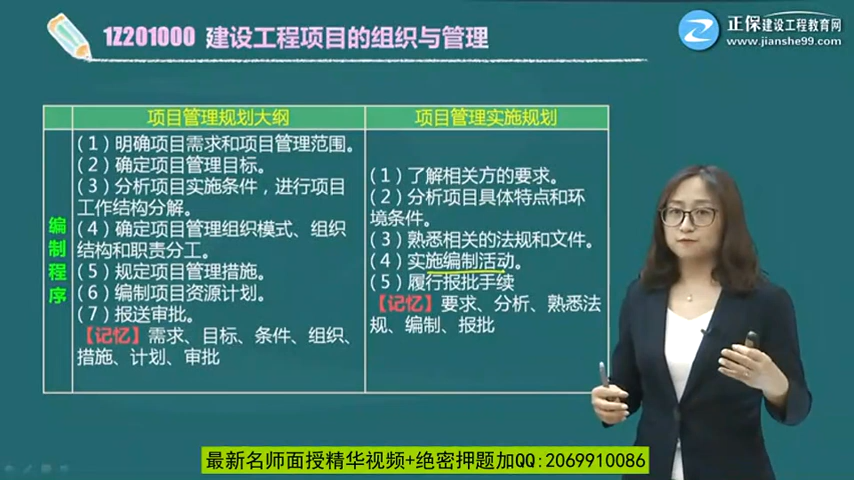 1Z201000 建设工程项目的组织与管理
正保建设工程教育网
www.jianshe99.com
项目管理规划大纲
项目管理实施规划
编制程序
（1）明确项目需求和项目管理范围。
（2）确定项目管理目标。
（3）分析项目实施条件，进行项目
工作结构分解。
（4）确定项目管理组织模式、组织
结构和职责分工。
（5）规定项目管理措施。
（6）编制项目资源计划。
（7）报送审批。
【记忆】需求、目标、条件、组织、
措施、计划、审批
（1）了解相关方的要求。
（2）分析项目具体特点和环
境条件。
（3）熟悉相关的法规和文件。
（4）实施编制活动。
（5）履行报批手续
【记忆】要求、分析、熟悉法
规、编制、报批
最新名师面授精华视频+绝密押题加QQ:2069910086